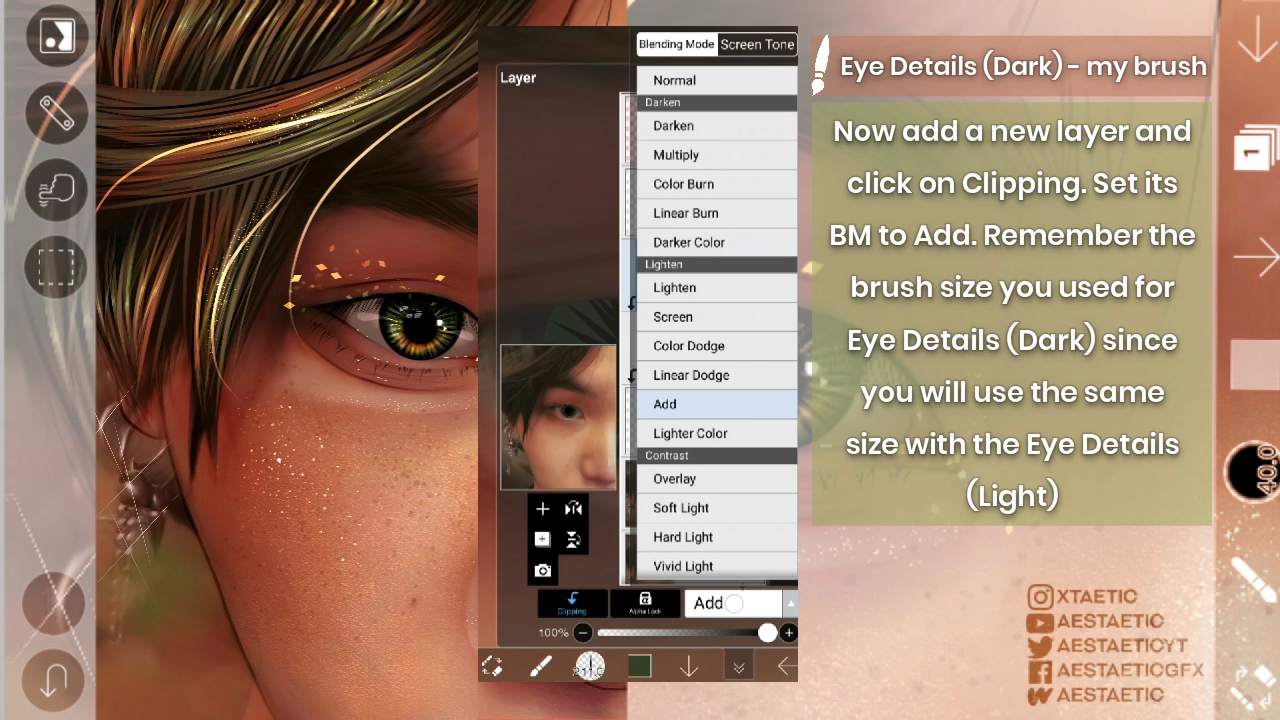 Blending Mode Screen Tone
Layer
Normal
Darken
Darken
Multiply
Color Burn
Linear Burn
Darker Color
Lighten
Lighten
Screen
Color Dodge
Linear Dodge
Add
Lighter Color
Contrast
Overlay
Soft Light
Hard Light
Vivid Light
Clipping
Alpha Lock
Add
100%
Eye Details (Dark) - my brush
Now add a new layer and
click on Clipping. Set its
BM to Add. Remember the
brush size you used for
Eye Details (Dark) since
you will use the same
size with the Eye Details
(Light)
1
40.0
XTAETIC
AESTAETIC
AESTAETICYT
AESTAETICGFX
AESTAETIC